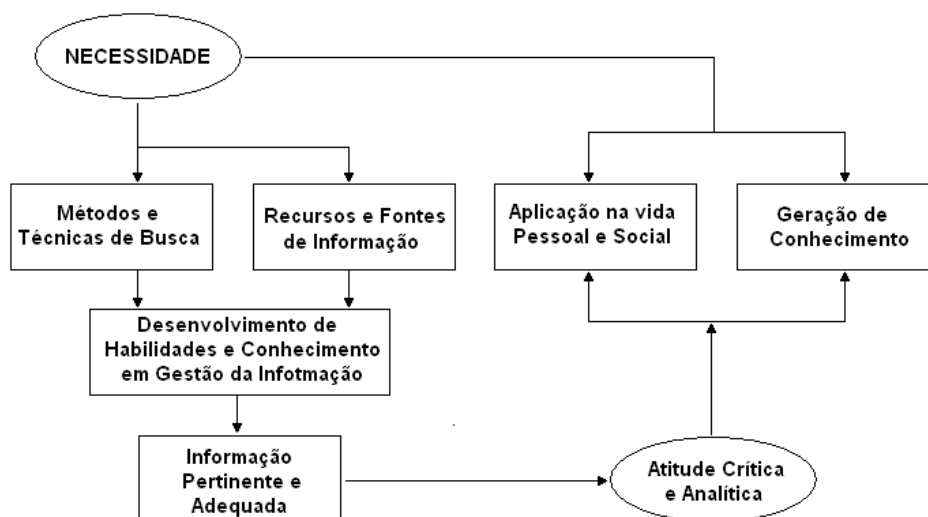 NECESSIDADE
Métodos e
Técnicas de Busca
Recursos e Fontes
de Informação
Aplicação na vida
Pessoal e Social
Geração de
Conhecimento
Desenvolvimento de
Habilidades e Conhecimento
em Gestão da Infotmação
Informação
Pertinente e
Adequada
Atitude Crítica
e Analítica